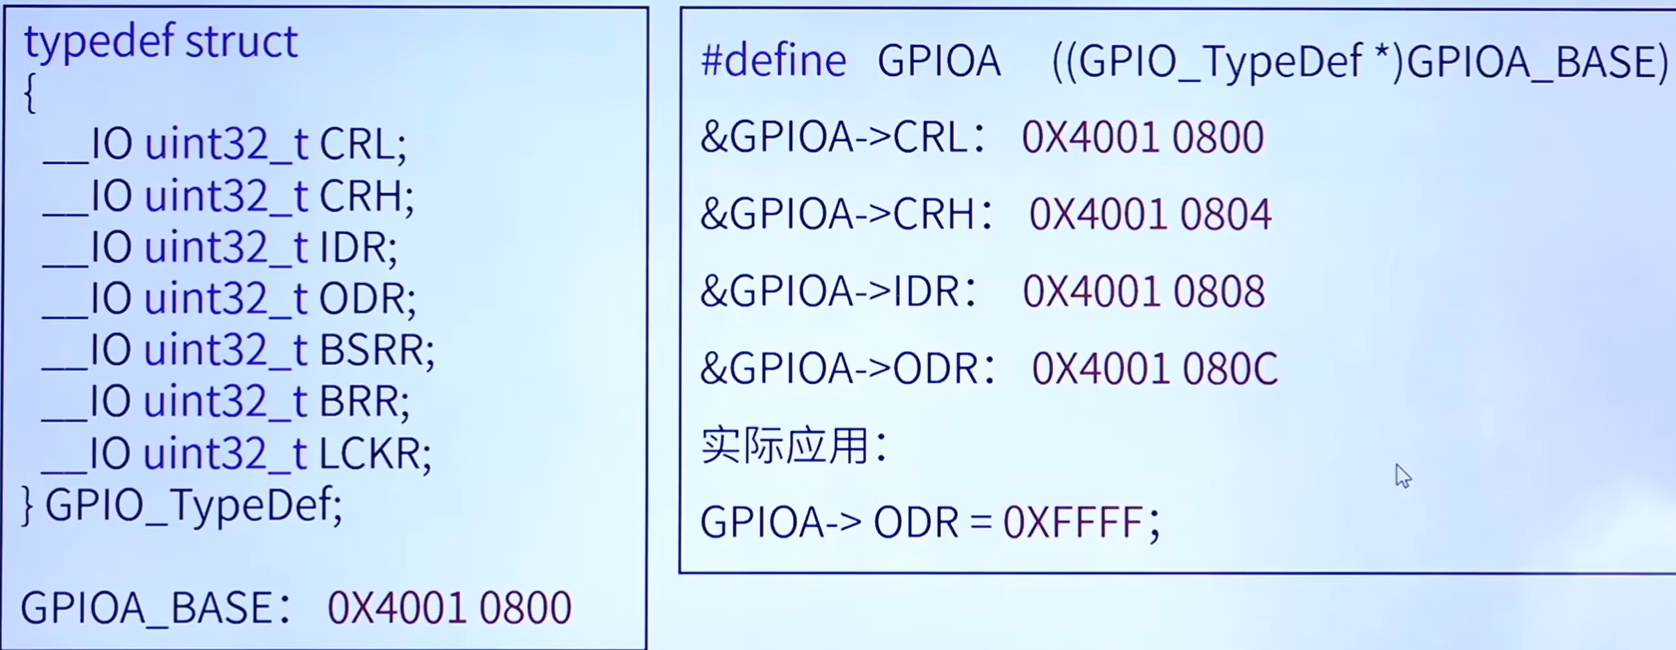 typedef struct
{
__IO uint32_t CRL;
__IO uint32_t CRH;
__IO uint32_t IDR;
__IO uint32_t ODR;
__IO uint32_t BSRR;
__IO uint32_t BRR;
__IO uint32_t LCKR;
} GPIO_TypeDef;
GPIOA_BASE： 0X4001 0800
#define GPIOA ((GPIO_TypeDef *)GPIOA_BASE)
&GPIOA->CRL： 0X4001 0800
&GPIOA->CRH： 0X4001 0804
&GPIOA->IDR： 0X4001 0808
&GPIOA->ODR： 0X4001 080C
实际应用：
GPIOA-> ODR = 0XFFFF；